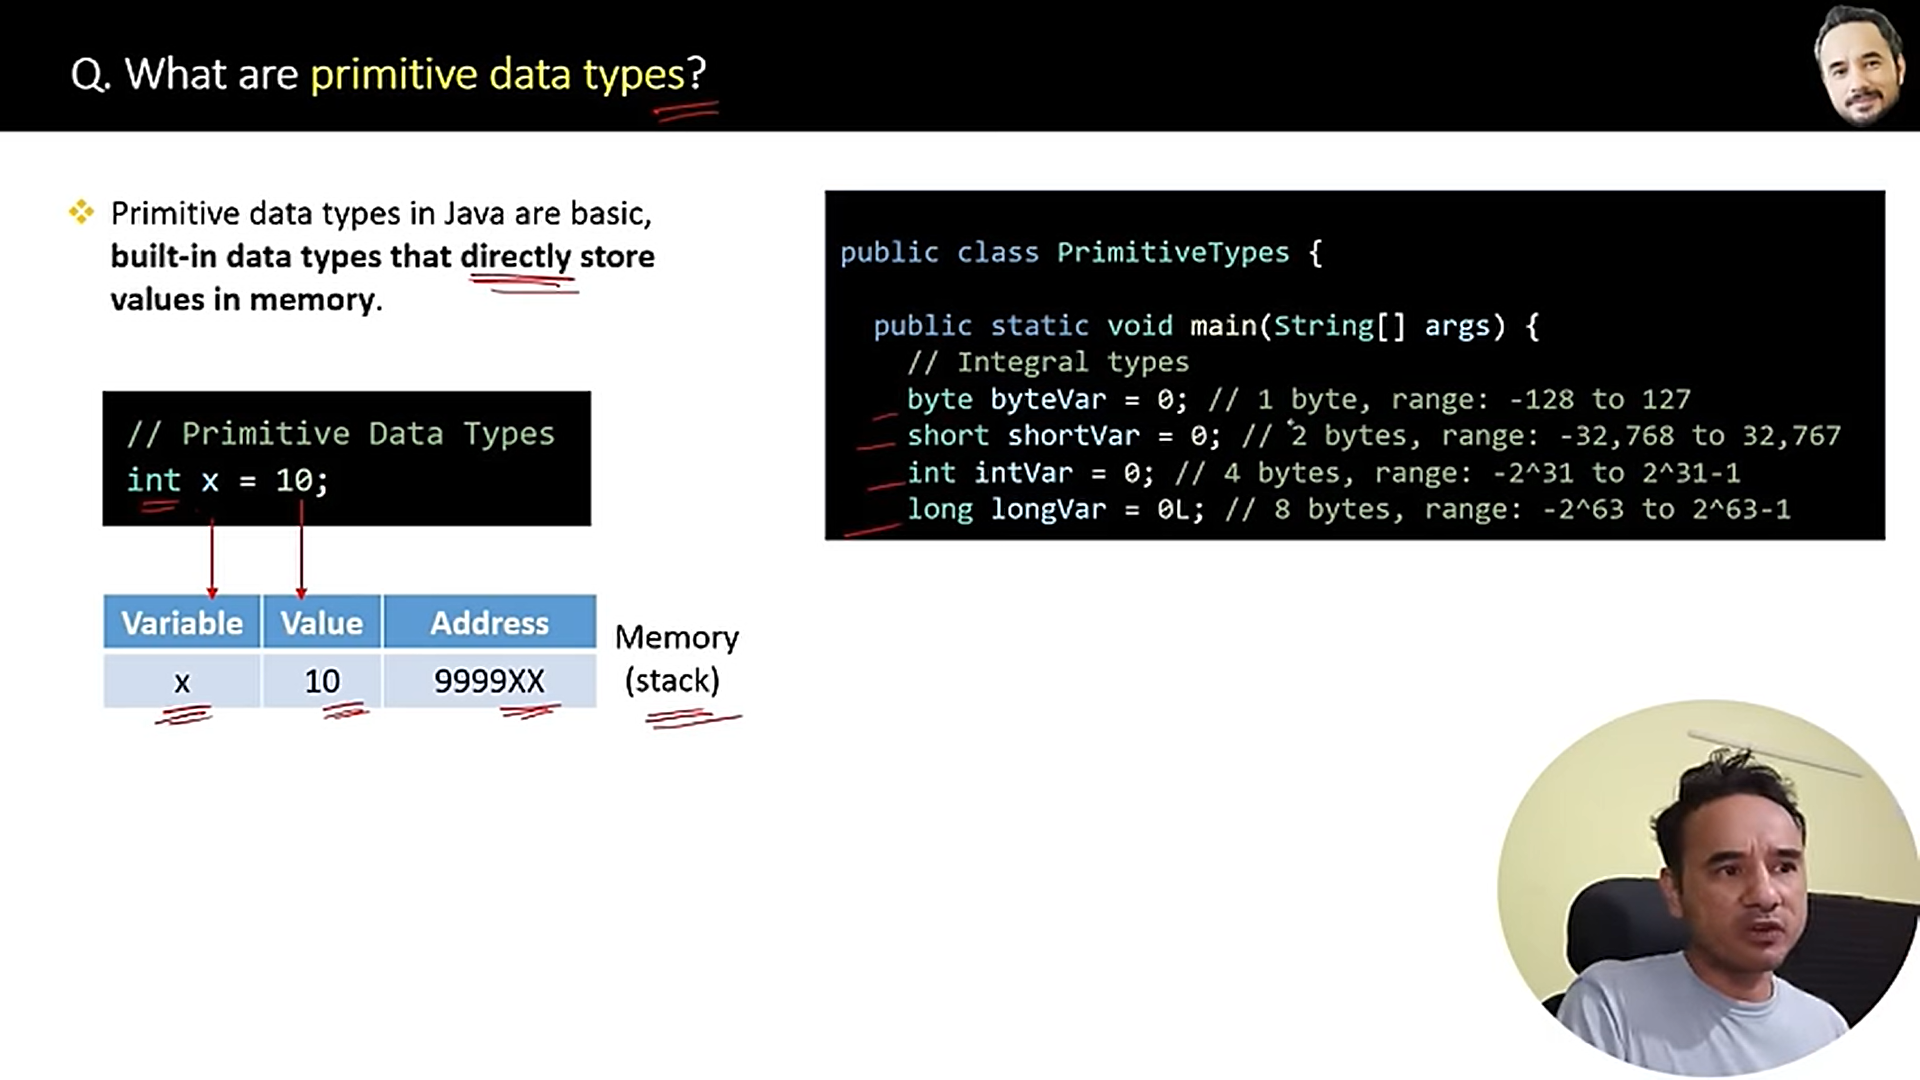 Q. What are primitive data types?
Primitive data types in Java are basic,
built-in data types that directly store
values in memory.
// Primitive Data Types
int x = 10;
Variable Value Address
x 10 9999XX
Memory
(stack)
public class PrimitiveTypes {
public static void main(String[] args) {
// Integral types
byte byteVar = 0; // 1 byte, range: -128 to 127
short shortVar = 0; // 2 bytes, range: -32,768 to 32,767
int intVar = 0; // 4 bytes, range: -2^31 to 2^31-1
long longVar = 0L; // 8 bytes, range: -2^63 to 2^63-1